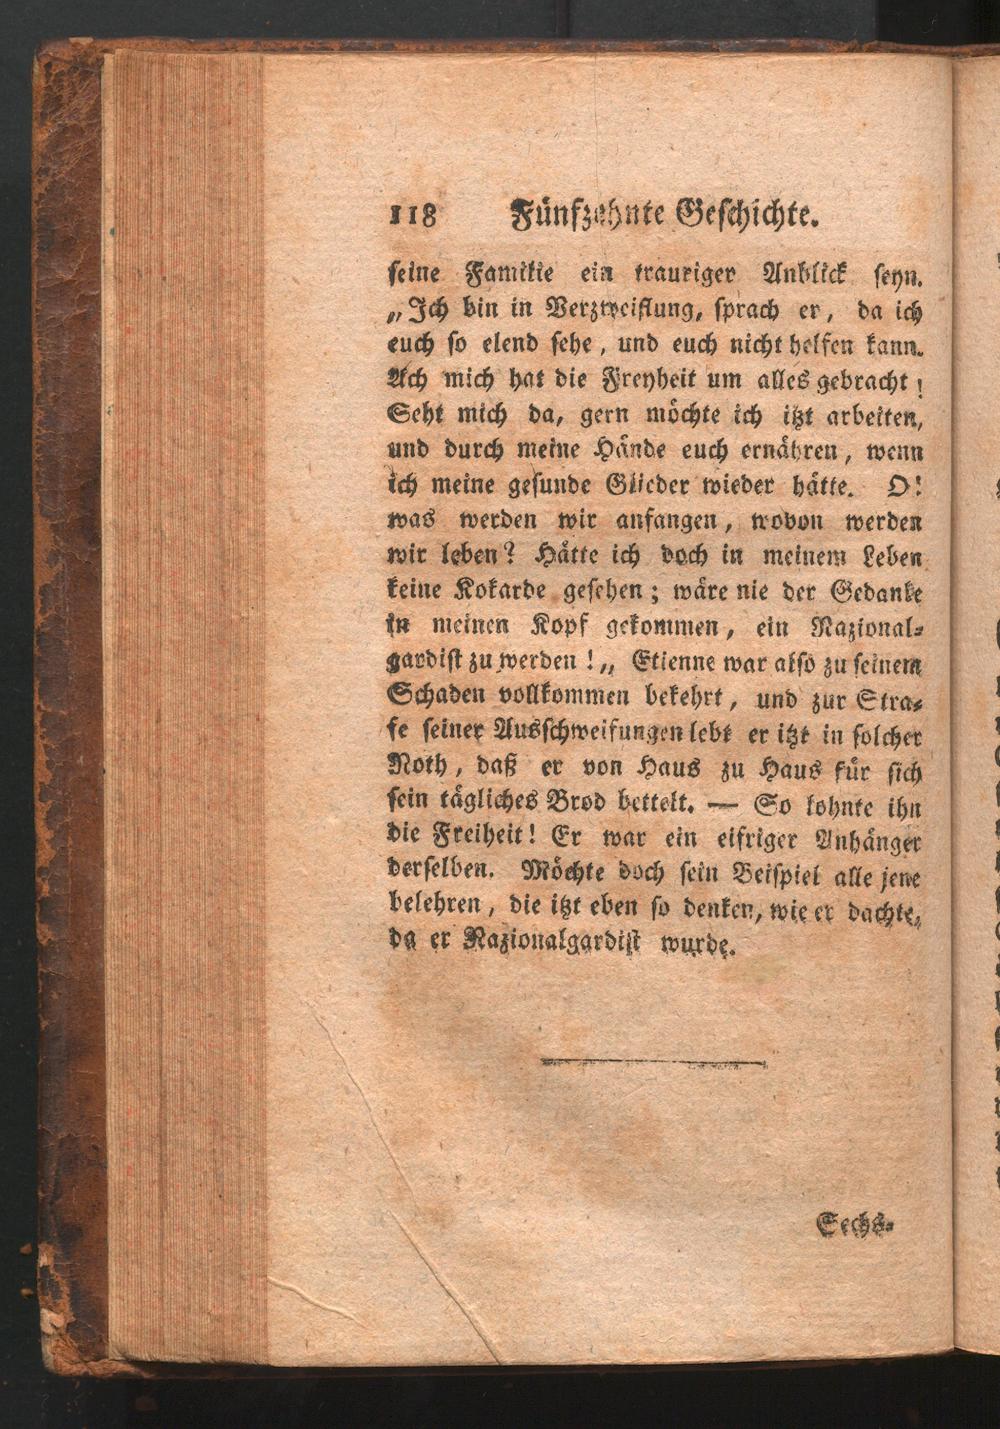 118 Fünfzehnte Geschichte.
seine Familie ein trauriger Anblick seyn.
„Ich bin in Verzweiflung, sprach er, da ich
euch so elend sehe, und euch nicht helfen kann.
Ach mich hat die Freyheit um alles gebracht!
Seht mich da, gern möchte ich itzt arbeiten,
und durch meine Hände euch ernähren, wenn
ich meine gesunde Glieder wieder hätte. O!
was werden wir anfangen, wovon werden
wir leben? Hätte ich doch in meinem Leben
keine Kokarde gesehen; wäre nie der Gedanke
in meinen Kopf gekommen, ein Nazional-
gardist zu werden!„ Etienne war also zu seinem
Schaden vollkommen bekehrt, und zur Stra-
fe seiner Ausschweifungen lebt er itzt in solcher
Noth, daß er von Haus zu Haus für sich
sein tägliches Brod bettelt. — So lohnte ihn
die Freiheit! Er war ein eifriger Anhänger
derselben. Möchte doch sein Beispiel alle jene
belehren, die itzt eben so denken, wie er dachte,
da er Nazionalgardist wurde.
Sechs-